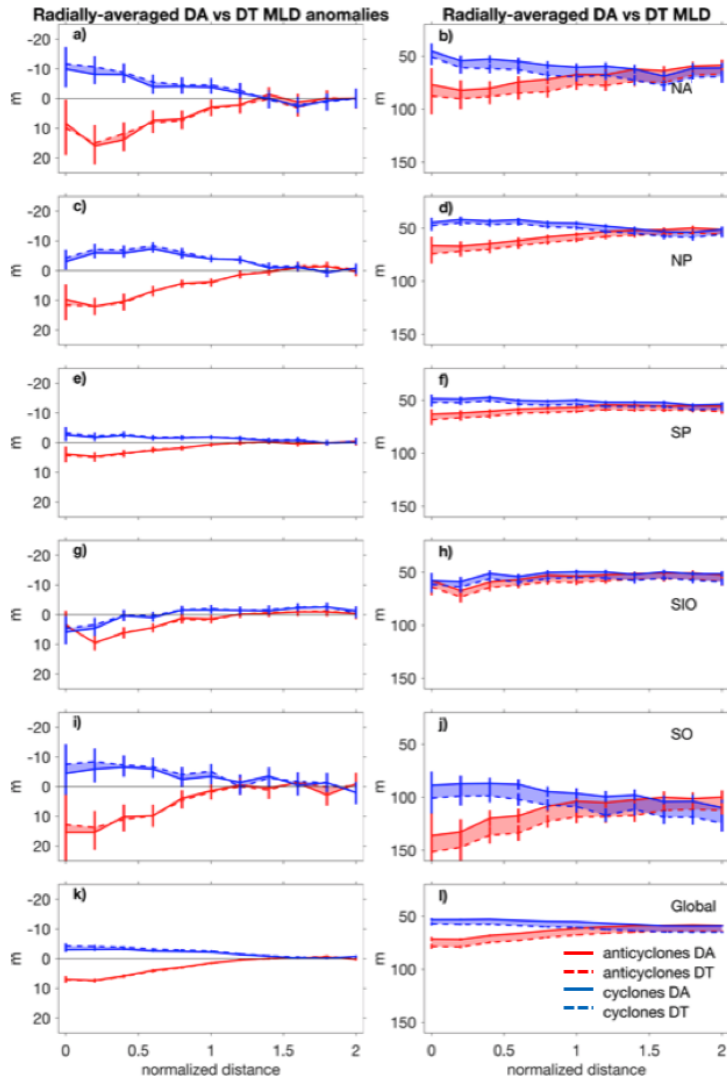 Radially-averaged DA vs DT MLD anomalies
Radially-averaged DA vs DT MLD
a)
-20
-10
0
10
20
m
b)
50
100
150
m
NA
c)
-20
-10
0
10
20
m
d)
50
100
150
m
NP
e)
-20
-10
0
10
20
m
f)
50
100
150
m
SP
g)
-20
-10
0
10
20
m
h)
50
100
150
m
SIO
i)
-20
-10
0
10
20
m
j)
50
100
150
m
SO
k)
-20
-10
0
10
20
m
0 0.5 1 1.5 2
normalized distance
l)
50
100
150
m
Global
anticyclones DA
anticyclones DT
cyclones DA
cyclones DT
0 0.5 1 1.5 2
normalized distance